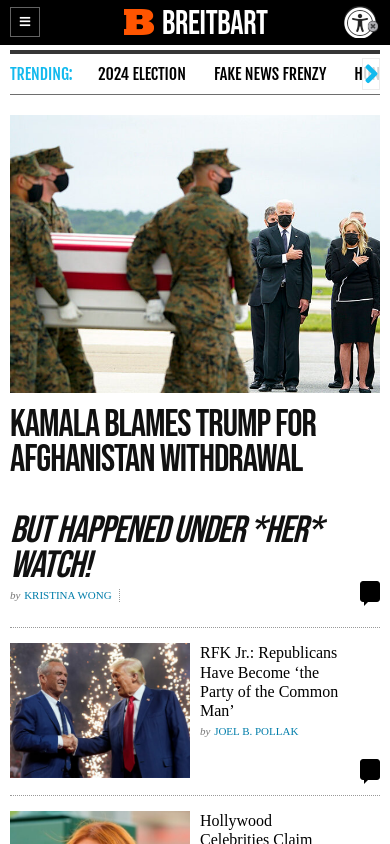 BREITBART
TRENDING: 2024 ELECTION FAKE NEWS FRENZY
KAMALA BLAMES TRUMP FOR
AFGHANISTAN WITHDRAWAL
BUT HAPPENED UNDER *HER*
WATCH!
by KRISTINA WONG
RFK Jr.: Republicans
Have Become ‘the
Party of the Common
Man’
by JOEL B. POLLAK
Hollywood
Celebrities Claim